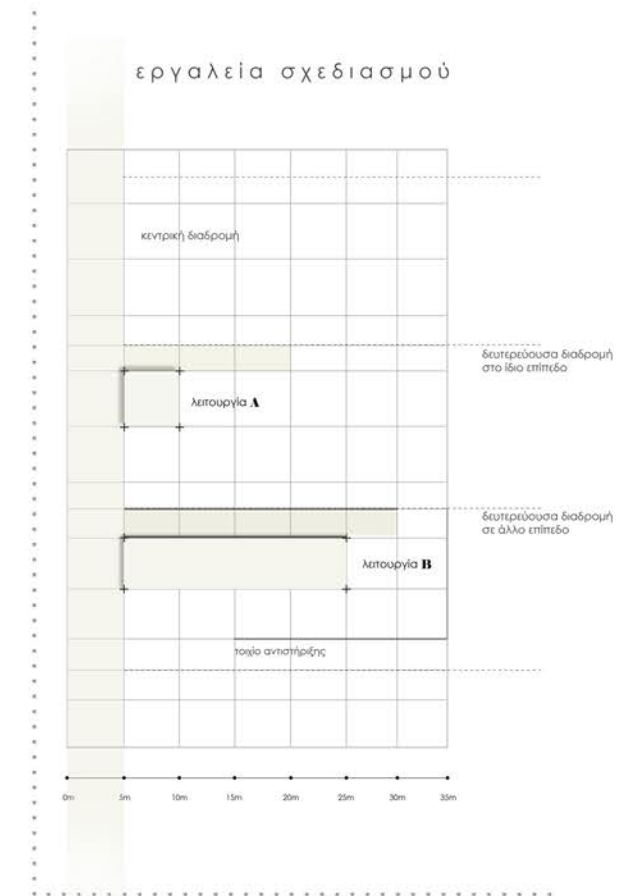 εργαλεία σχεδιασμού
κεντρική διαδρομή
δευτερεύουσα διαδρομή
στο ίδιο επίπεδο
λειτουργία A
δευτερεύουσα διαδρομή
σε άλλο επίπεδο
λειτουργία B
τοιχίο αντιστήριξης
0m 5m 10m 15m 20m 25m 30m 35m